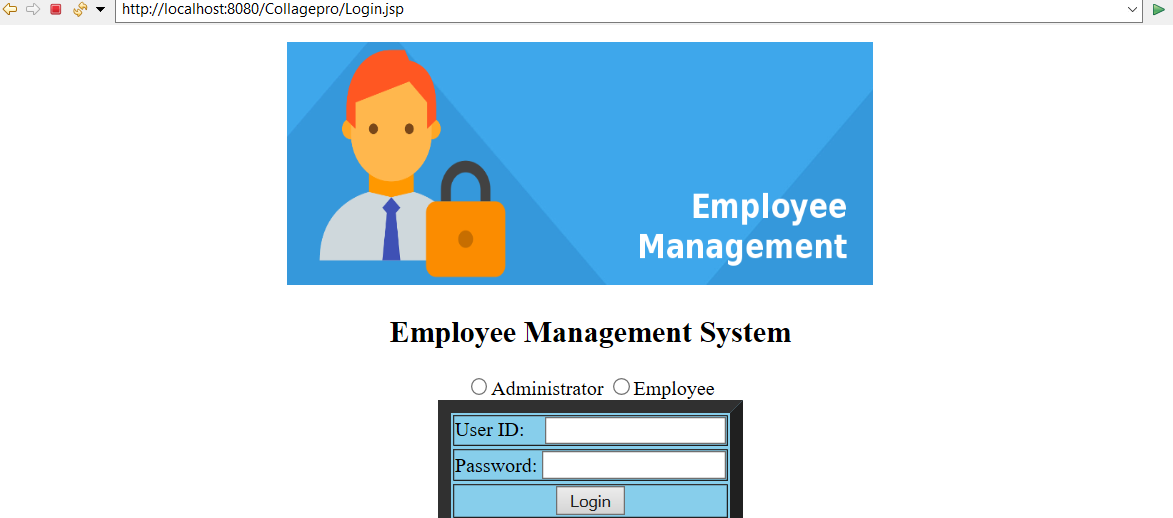 http://localhost:8080/Collagepro/Login.jsp
Employee
Management
Employee Management System
Administrator Employee
User ID:
Password:
Login